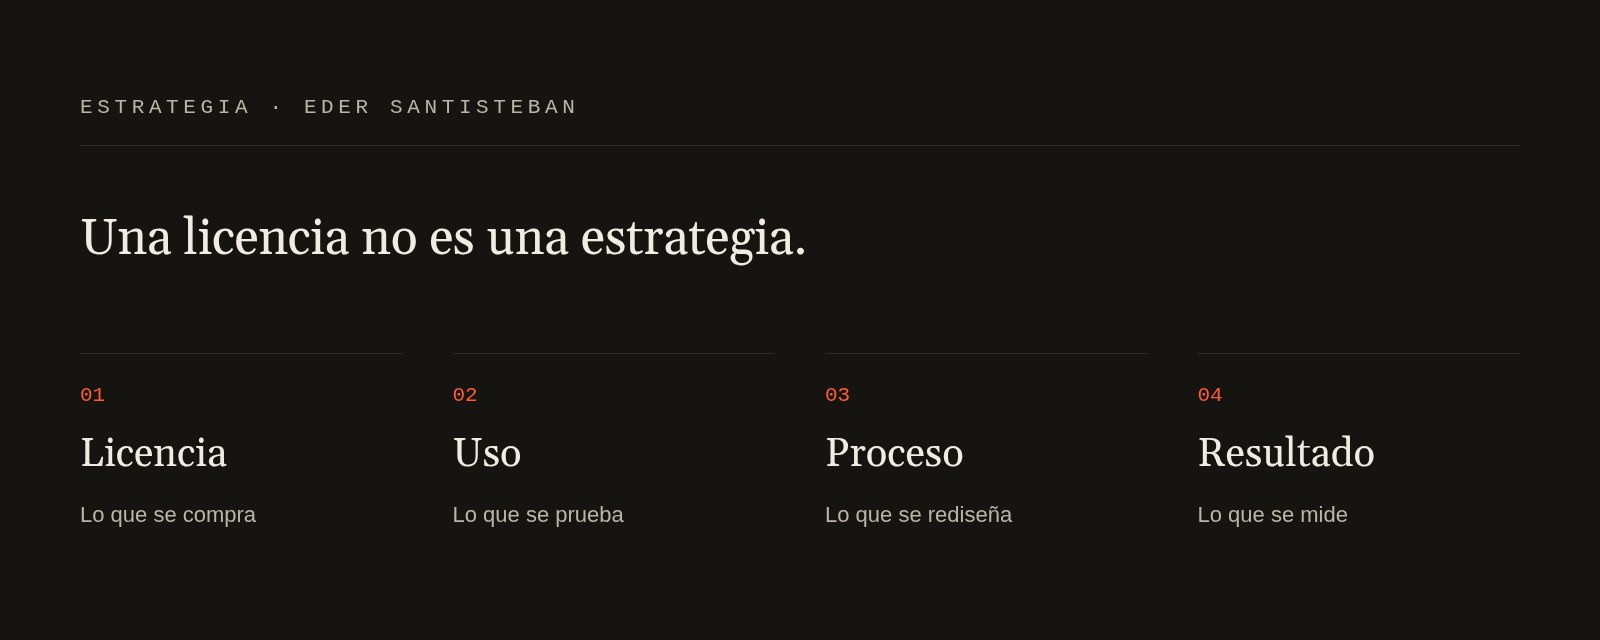 ESTRATEGIA · EDER SANTISTEBAN
Una licencia no es una estrategia.
01
Licencia
Lo que se compra
02
Uso
Lo que se prueba
03
Proceso
Lo que se rediseña
04
Resultado
Lo que se mide